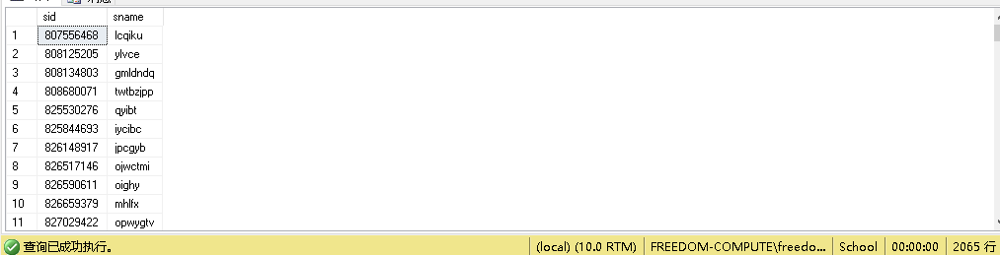 sid sname
1 807556468 lcqiku
2 808125205 ylvce
3 808134803 gmldndq
4 808680071 twtbzjpp
5 825530276 qyibt
6 825844693 iycibc
7 826148917 jpcgyb
8 826517146 ojwctmi
9 826590611 oighy
10 826659379 mhlfx
11 827029422 opwygtv
查询已成功执行。 (local) (10.0 RTM) FREEDOM-COMPUTE\freedo... School 00:00:00 2065 行